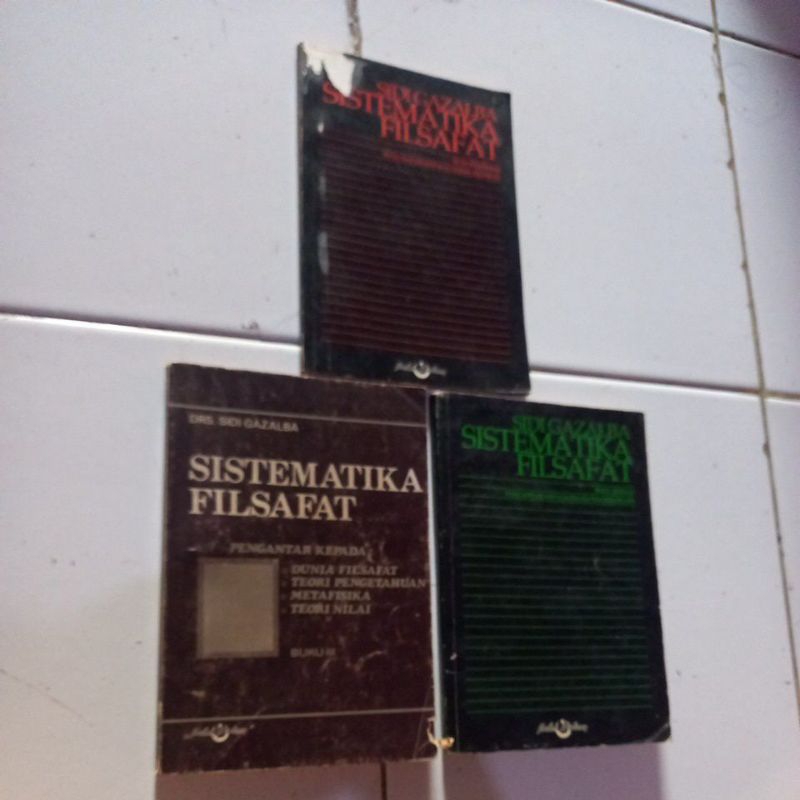 SIDI GAZALBA
SISTEMATIKA
FILSAFAT
DRS. SIDI GAZALBA
SISTEMATIKA
FILSAFAT
PENGANTAR KEPADA
DUNIA FILSAFAT
TEORI PENGETAHUAN
METAFISIKA
TEORI NILAI
SIDI GAZALBA
SISTEMATIKA
FILSAFAT